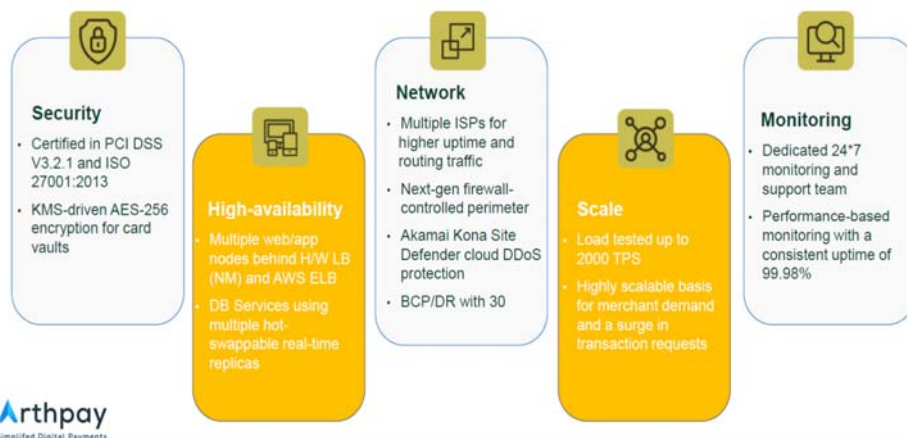 Security
• Certified in PCI DSS
V3.2.1 and ISO
27001:2013
• KMS-driven AES-256
encryption for card
vaults
High-availability
• Multiple web/app
nodes behind H/W LB
(NM) and AWS ELB
• DB Services using
multiple hot-
swappable real-time
replicas
Network
• Multiple ISPs for
higher uptime and
routing traffic
• Next-gen firewall-
controlled perimeter
• Akamai Kona Site
Defender cloud DDoS
protection
• BCP/DR with 30
Scale
• Load tested up to
2000 TPS
• Highly scalable basis
for merchant demand
and a surge in
transaction requests
Monitoring
• Dedicated 24*7
monitoring and
support team
• Performance-based
monitoring with a
consistent uptime of
99.98%
Arthpay
Simplifed Digital Payments